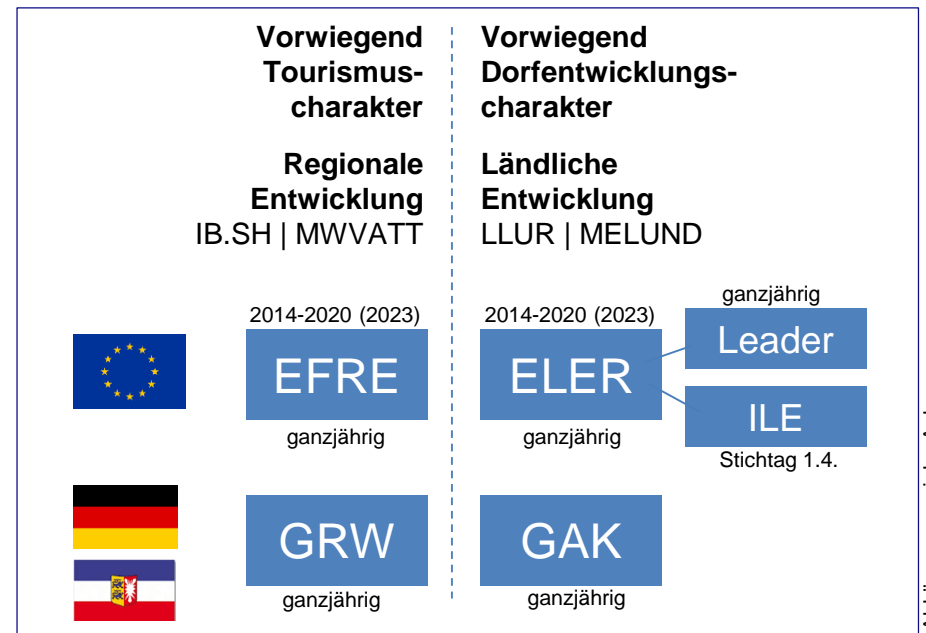 Vorwiegend
Tourismus-
charakter
Regionale
Entwicklung
IB.SH | MWVATT
Vorwiegend
Dorfentwicklungs-
charakter
Ländliche
Entwicklung
LLUR | MELUND
2014-2020 (2023)
EFRE
ganzjährig
2014-2020 (2023)
ELER
ganzjährig
ganzjährig
Leader
ILE
Stichtag 1.4.
GRW
ganzjährig
GAK
ganzjährig